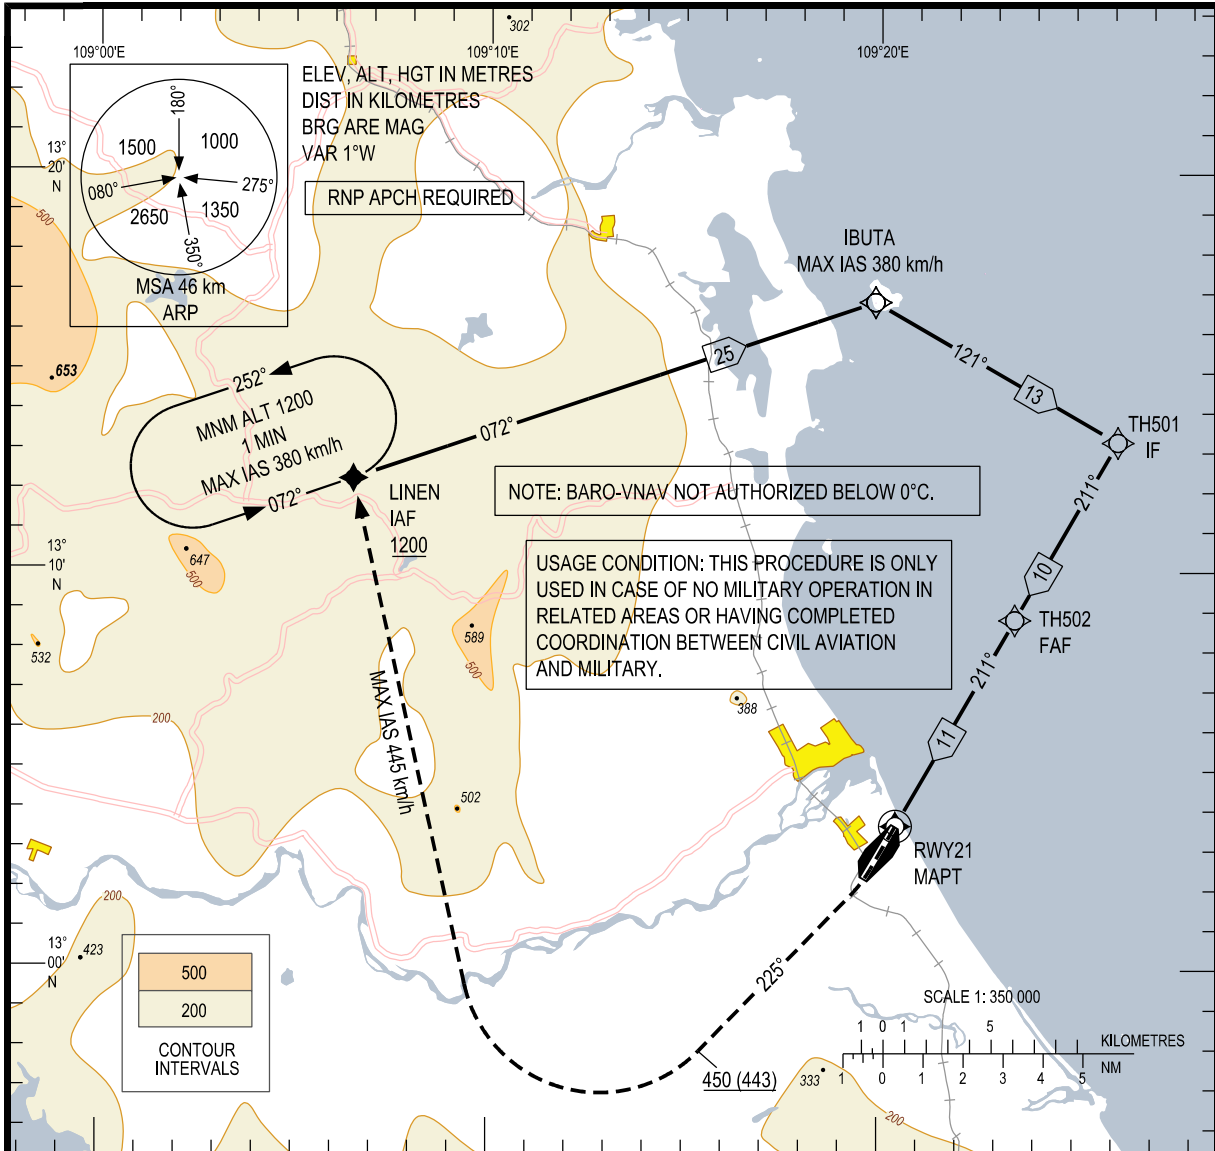 302
109°00'E
109°10'E
109°20'E
ELEV, ALT, HGT IN METRES
DIST IN KILOMETRES
BRG ARE MAG
VAR 1°W
RNP APCH REQUIRED
180°
1500
1000
080°
275°
2650
1350
350°
MSA 46 km
ARP
13°
20'
N
500
653
IBUTA
MAX IAS 380 km/h
25
121°
13
TH501
IF
252°
MNM ALT 1200
1 MIN
MAX IAS 380 km/h
072°
072°
LINEN
IAF
1200
NOTE: BARO-VNAV NOT AUTHORIZED BELOW 0°C.
211°
13°
10'
N
647
500
USAGE CONDITION: THIS PROCEDURE IS ONLY
USED IN CASE OF NO MILITARY OPERATION IN
RELATED AREAS OR HAVING COMPLETED
COORDINATION BETWEEN CIVIL AVIATION
AND MILITARY.
10
TH502
FAF
532
589
500
211°
MAX IAS 445 km/h
388
200
11
502
RWY21
MAPT
200
423
13°
00'
N
500
200
CONTOUR
INTERVALS
225°
450 (443)
SCALE 1: 350 000
1 0 1 5
KILOMETRES
1 0 1 2 3 4 5
NM
333
200